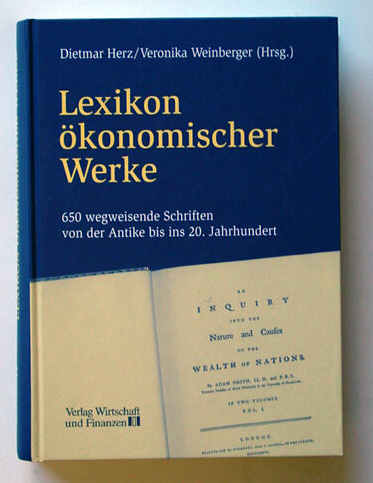 Dietmar Herz/Veronika Weinberger (Hrsg.)
Lexikon
ökonomischer
Werke
650 wegweisende Schriften
von der Antike bis ins 20. Jahrhundert
AN
INQUIRY
INTO THE
Nature and Causes
OF THE
WEALTH OF NATIONS.
By ADAM SMITH, LL.D. and F.R.S.
IN TWO VOLUMES.
VOL. I.
LONDON:
Verlag Wirtschaft
und Finanzen